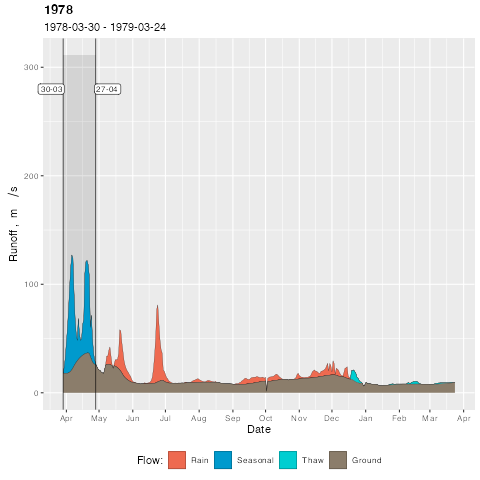 1978
1978-03-30 - 1979-03-24
300
30-03
27-04
200
Runoff, m /s
100
0
Apr May Jun Jul Aug Sep Oct Nov Dec Jan Feb Mar Apr
Date
Flow: Rain Seasonal Thaw Ground